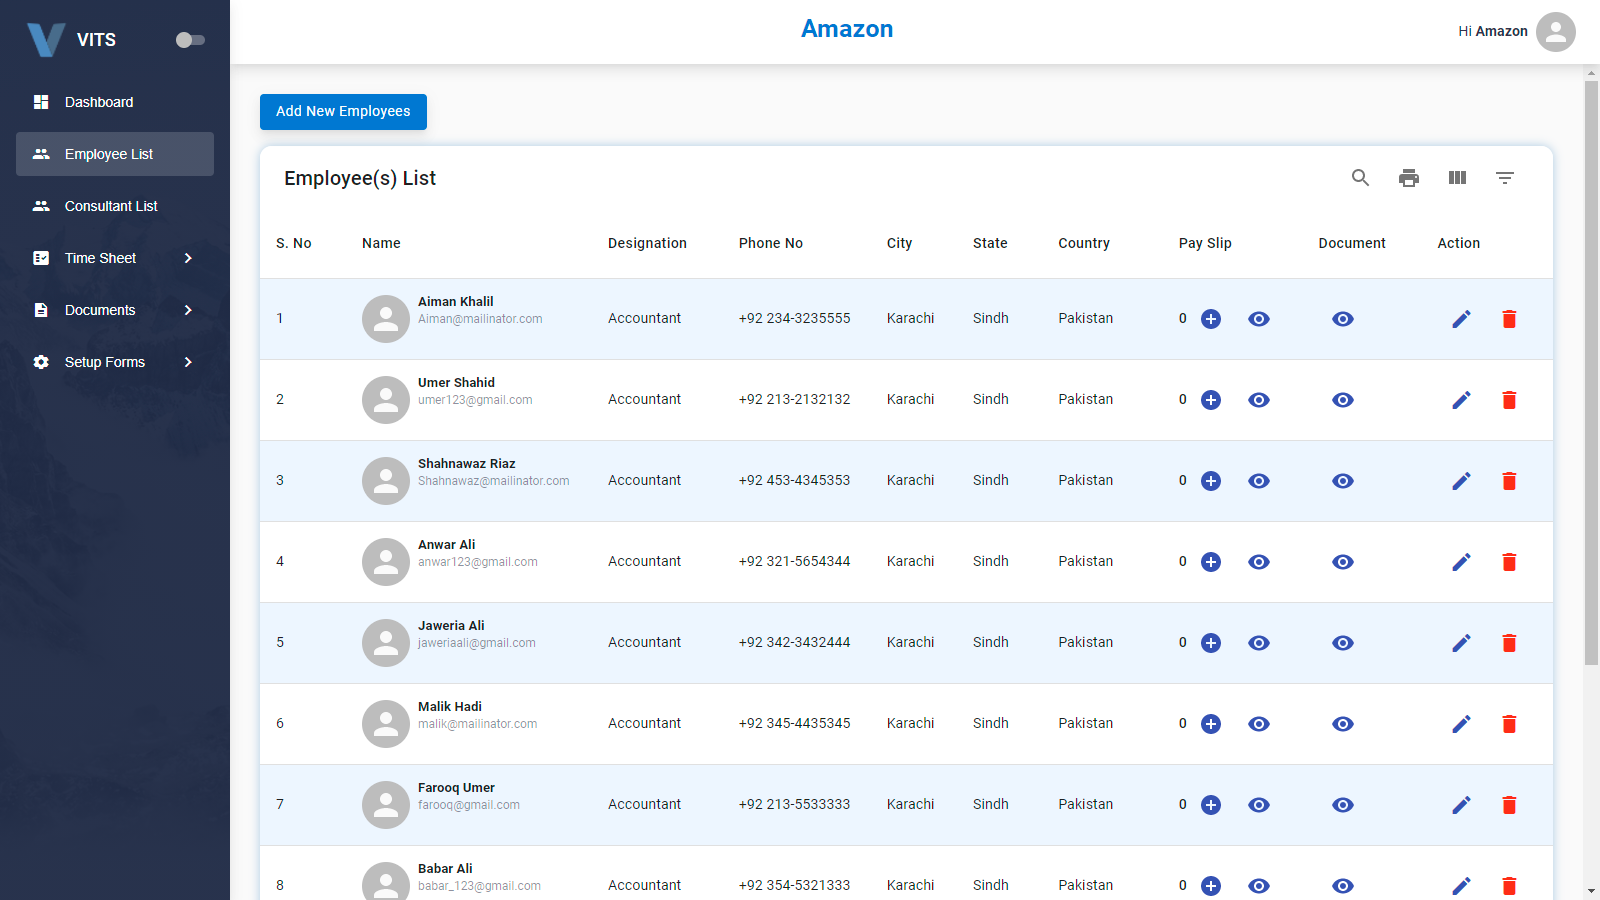 VITS
Amazon
Hi Amazon
Dashboard
Employee List
Consultant List
Time Sheet
Documents
Setup Forms
Add New Employees
Employee(s) List
S. No Name Designation Phone No City State Country Pay Slip Document Action
1 Aiman Khalil Aiman@mailinator.com Accountant +92 234-3235555 Karachi Sindh Pakistan 0
2 Umer Shahid umer123@gmail.com Accountant +92 213-2132132 Karachi Sindh Pakistan 0
3 Shahnawaz Riaz Shahnawaz@mailinator.com Accountant +92 453-4345353 Karachi Sindh Pakistan 0
4 Anwar Ali anwar123@gmail.com Accountant +92 321-5654344 Karachi Sindh Pakistan 0
5 Jaweria Ali jaweriaali@gmail.com Accountant +92 342-3432444 Karachi Sindh Pakistan 0
6 Malik Hadi malik@mailinator.com Accountant +92 345-4435345 Karachi Sindh Pakistan 0
7 Farooq Umer farooq@gmail.com Accountant +92 213-5533333 Karachi Sindh Pakistan 0
8 Babar Ali babar_123@gmail.com Accountant +92 354-5321333 Karachi Sindh Pakistan 0